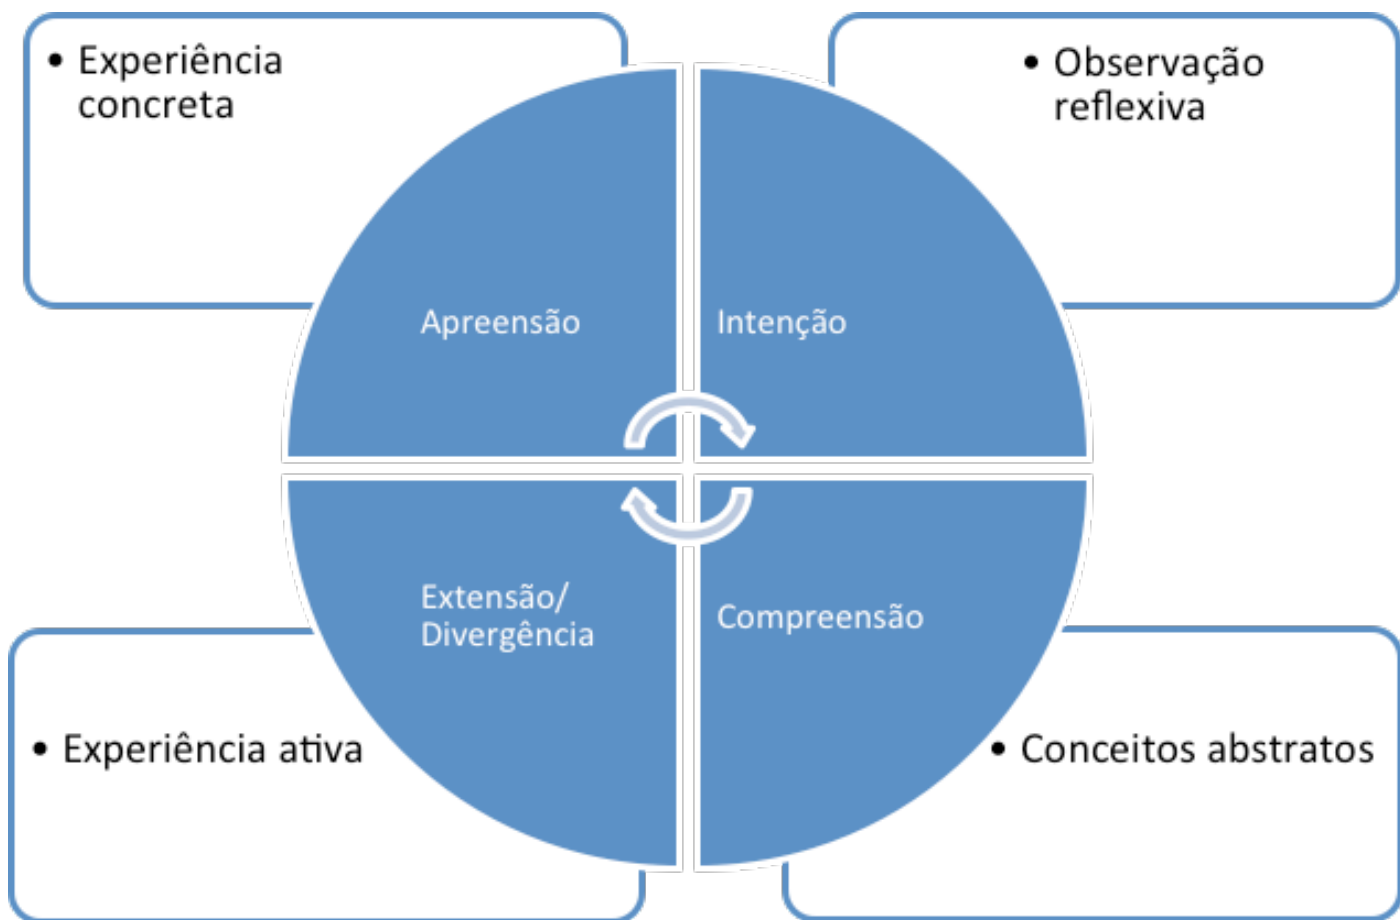 • Experiência
concreta
• Observação
reflexiva
Apreensão
Intenção
Extensão/
Divergência
Compreensão
• Experiência ativa
• Conceitos abstratos